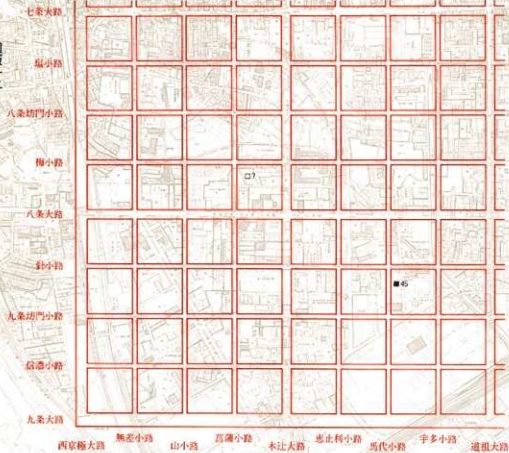 七条大路
塩小路
八条坊門小路
梅小路
□7
八条大路
針小路
■45
九条坊門小路
信濃小路
九条大路
西京極大路
無差小路
山小路
菖蒲小路
木辻大路
恵止利小路
馬代小路
宇多小路
道祖大路